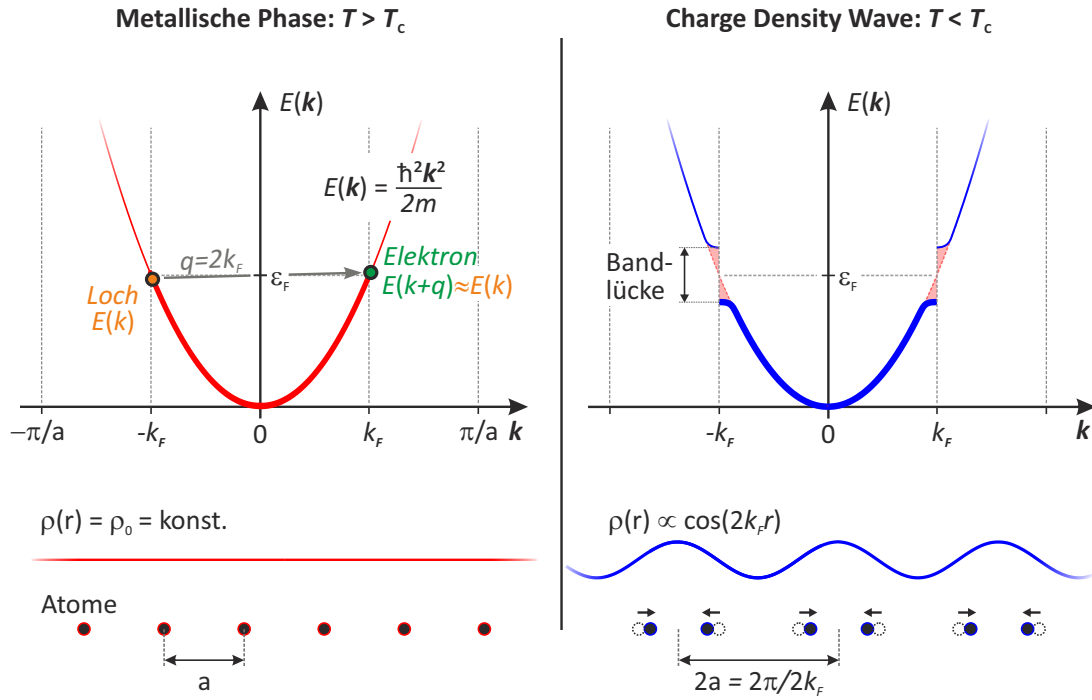 Metallische Phase: T > Tc
E(k)
E(k) = ħ²k²
2m
q=2kF
εF
Elektron
E(k+q)≈E(k)
Loch
E(k)
−π/a
-kF
0
kF
π/a
k
ρ(r) = ρ0 = konst.
Atome
a
Charge Density Wave: T < Tc
E(k)
Band-
lücke
εF
-kF
0
kF
k
ρ(r) ∝ cos(2kFr)
2a = 2π/2kF